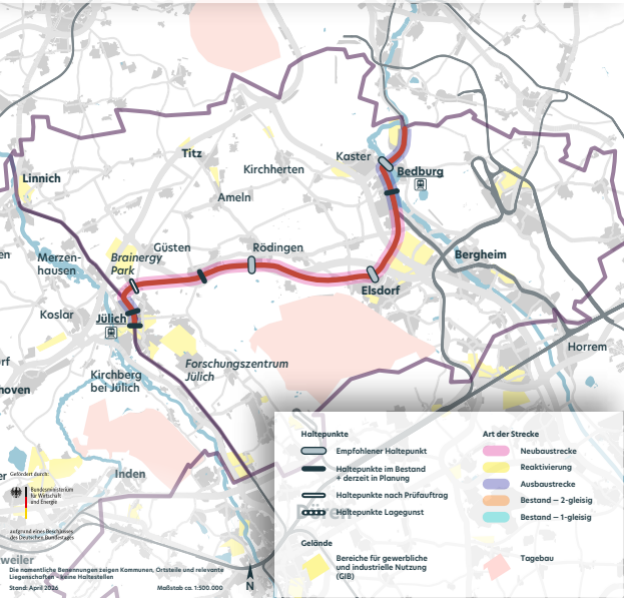 Titz
Kaster
Kirchherten
Bedburg
Linnich
Ameln
Güsten
Rödingen
Brainergy
Park
Merzen-
hausen
Bergheim
Elsdorf
Koslar
Jülich
Horrem
Forschungszentrum
Jülich
Kirchberg
bei Jülich
hoven
Inden
weiler
Gefördert durch:
Bundesministerium
für Wirtschaft
und Energie
aufgrund eines Beschlusses
des Deutschen Bundestages
Die namentliche Benennungen zeigen Kommunen, Ortsteile und relevante
Liegenschaften – keine Haltestellen
Stand: April 2026
Maßstab ca. 1:500.000
N
Haltepunkte
Empfohlener Haltepunkt
Haltepunkte im Bestand
+ derzeit in Planung
Haltepunkte nach Prüfauftrag
Haltepunkte Lagegunst
Gelände
Bereiche für gewerbliche
und industrielle Nutzung
(GIB)
Art der Strecke
Neubaustrecke
Reaktivierung
Ausbaustrecke
Bestand – 2-gleisig
Bestand – 1-gleisig
Tagebau